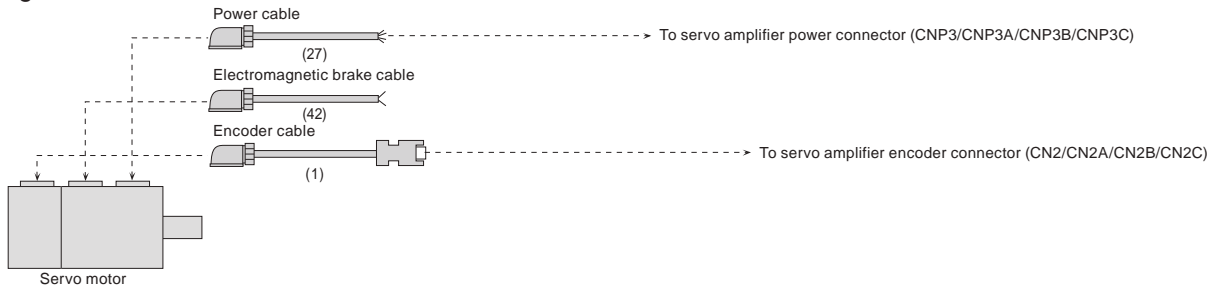 Power cable
To servo amplifier power connector (CNP3/CNP3A/CNP3B/CNP3C)
(27)
Electromagnetic brake cable
(42)
Encoder cable
To servo amplifier encoder connector (CN2/CN2A/CN2B/CN2C)
(1)
Servo motor